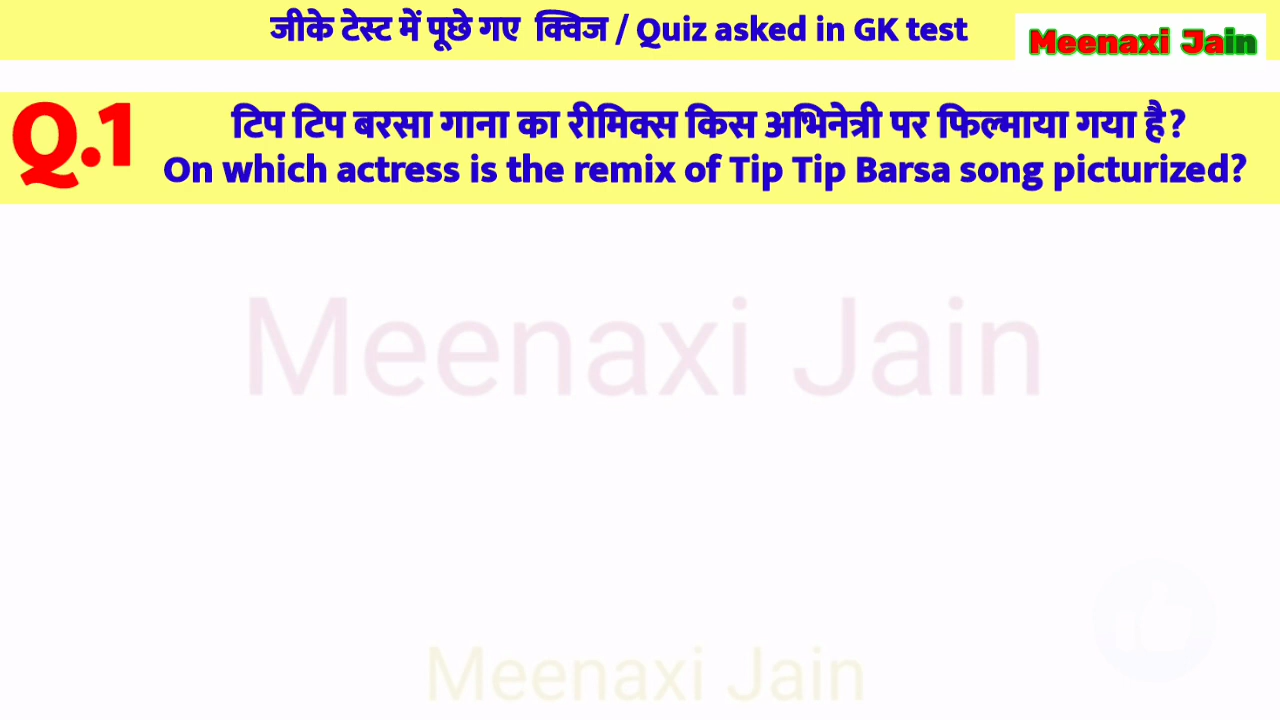 जीके टेस्ट में पूछे गए क्विज / Quiz asked in GK test
Meenaxi Jain
Q.1
टिप टिप बरसा गाना का रीमिक्स किस अभिनेत्री पर फिल्माया गया है?
On which actress is the remix of Tip Tip Barsa song picturized?
Meenaxi Jain
Meenaxi Jain